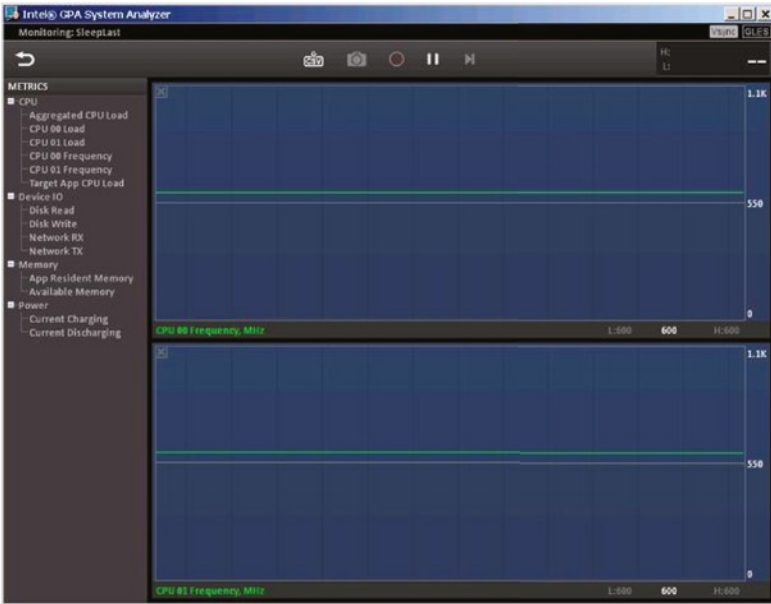 Intel® GPA System Analyzer
Monitoring: SleepLast
Vsync GLES
CSV
H:
L:
--
METRICS
CPU
Aggregated CPU Load
CPU 00 Load
CPU 01 Load
CPU 00 Frequency
CPU 01 Frequency
Target App CPU Load
Device IO
Disk Read
Disk Write
Network RX
Network TX
Memory
App Resident Memory
Available Memory
Power
Current Charging
Current Discharging
1.1K
550
0
CPU 00 Frequency, MHz L:600 600 H:600
1.1K
550
0
CPU 01 Frequency, MHz L:600 600 H:600